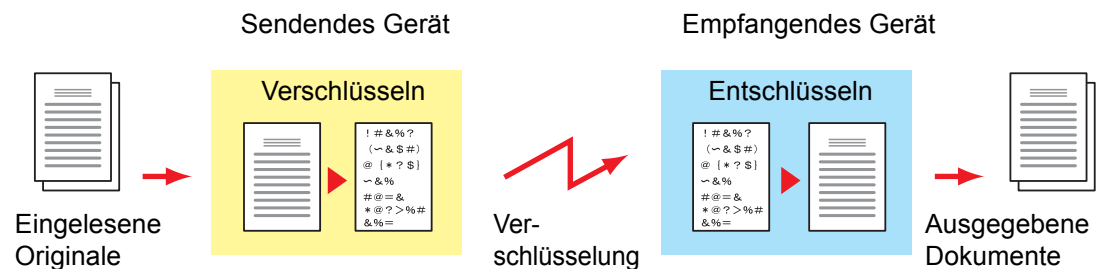 Sendendes Gerät
Empfangendes Gerät
Verschlüsseln
Entschlüsseln
!#&%?
(~&$#)
@{*?$}
~&%
#@=&
*@?>%#
&%=
!#&%?
(~&$#)
@{*?$}
~&%
#@=&
*@?>%#
&%=
Eingelesene
Originale
Ver-
schlüsselung
Ausgegebene
Dokumente